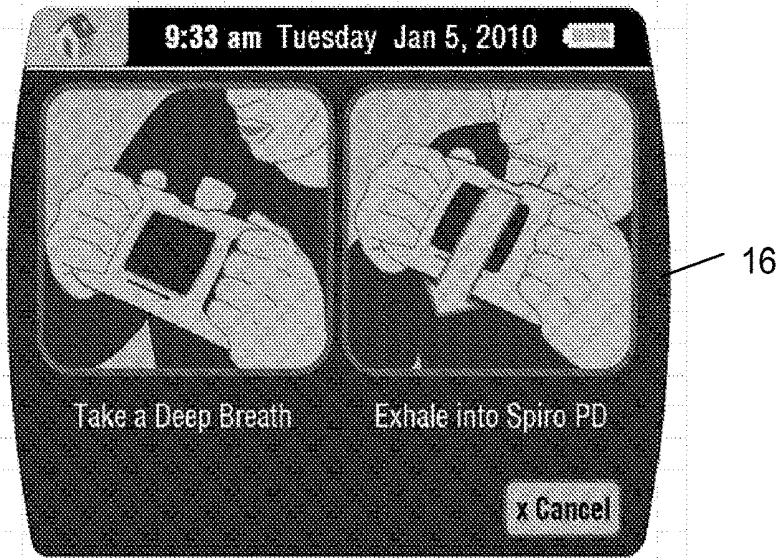 9:33 am Tuesday Jan 5, 2010
16
Take a Deep Breath
Exhale into Spiro PD
x Cancel